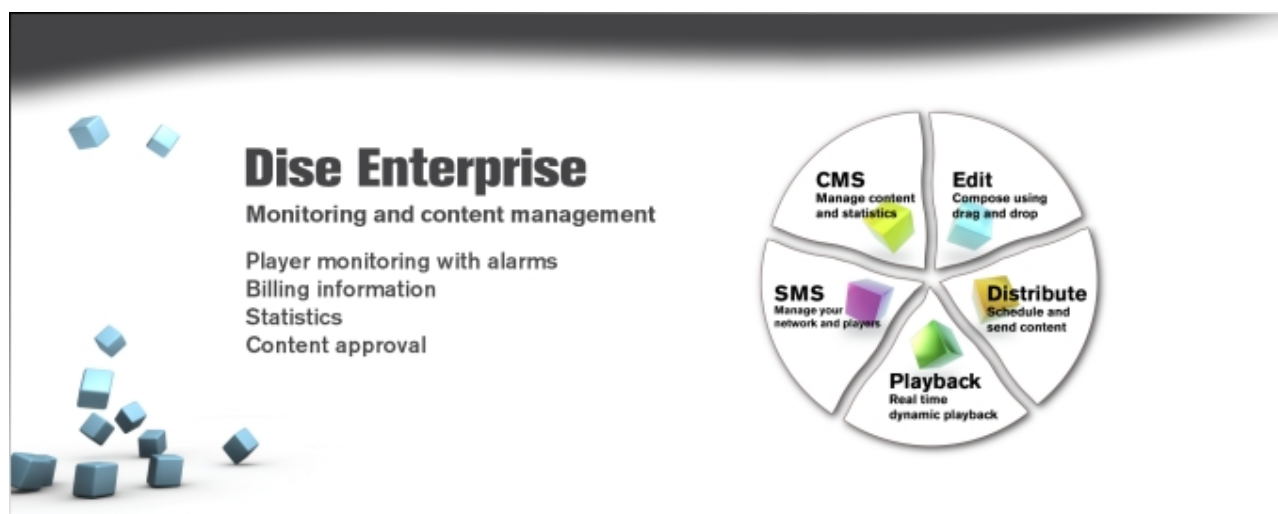 Dise Enterprise
Monitoring and content management
Player monitoring with alarms
Billing information
Statistics
Content approval
CMS
Manage content
and statistics
Edit
Compose using
drag and drop
SMS
Manage your
network and players
Distribute
Schedule and
send content
Playback
Real time
dynamic playback